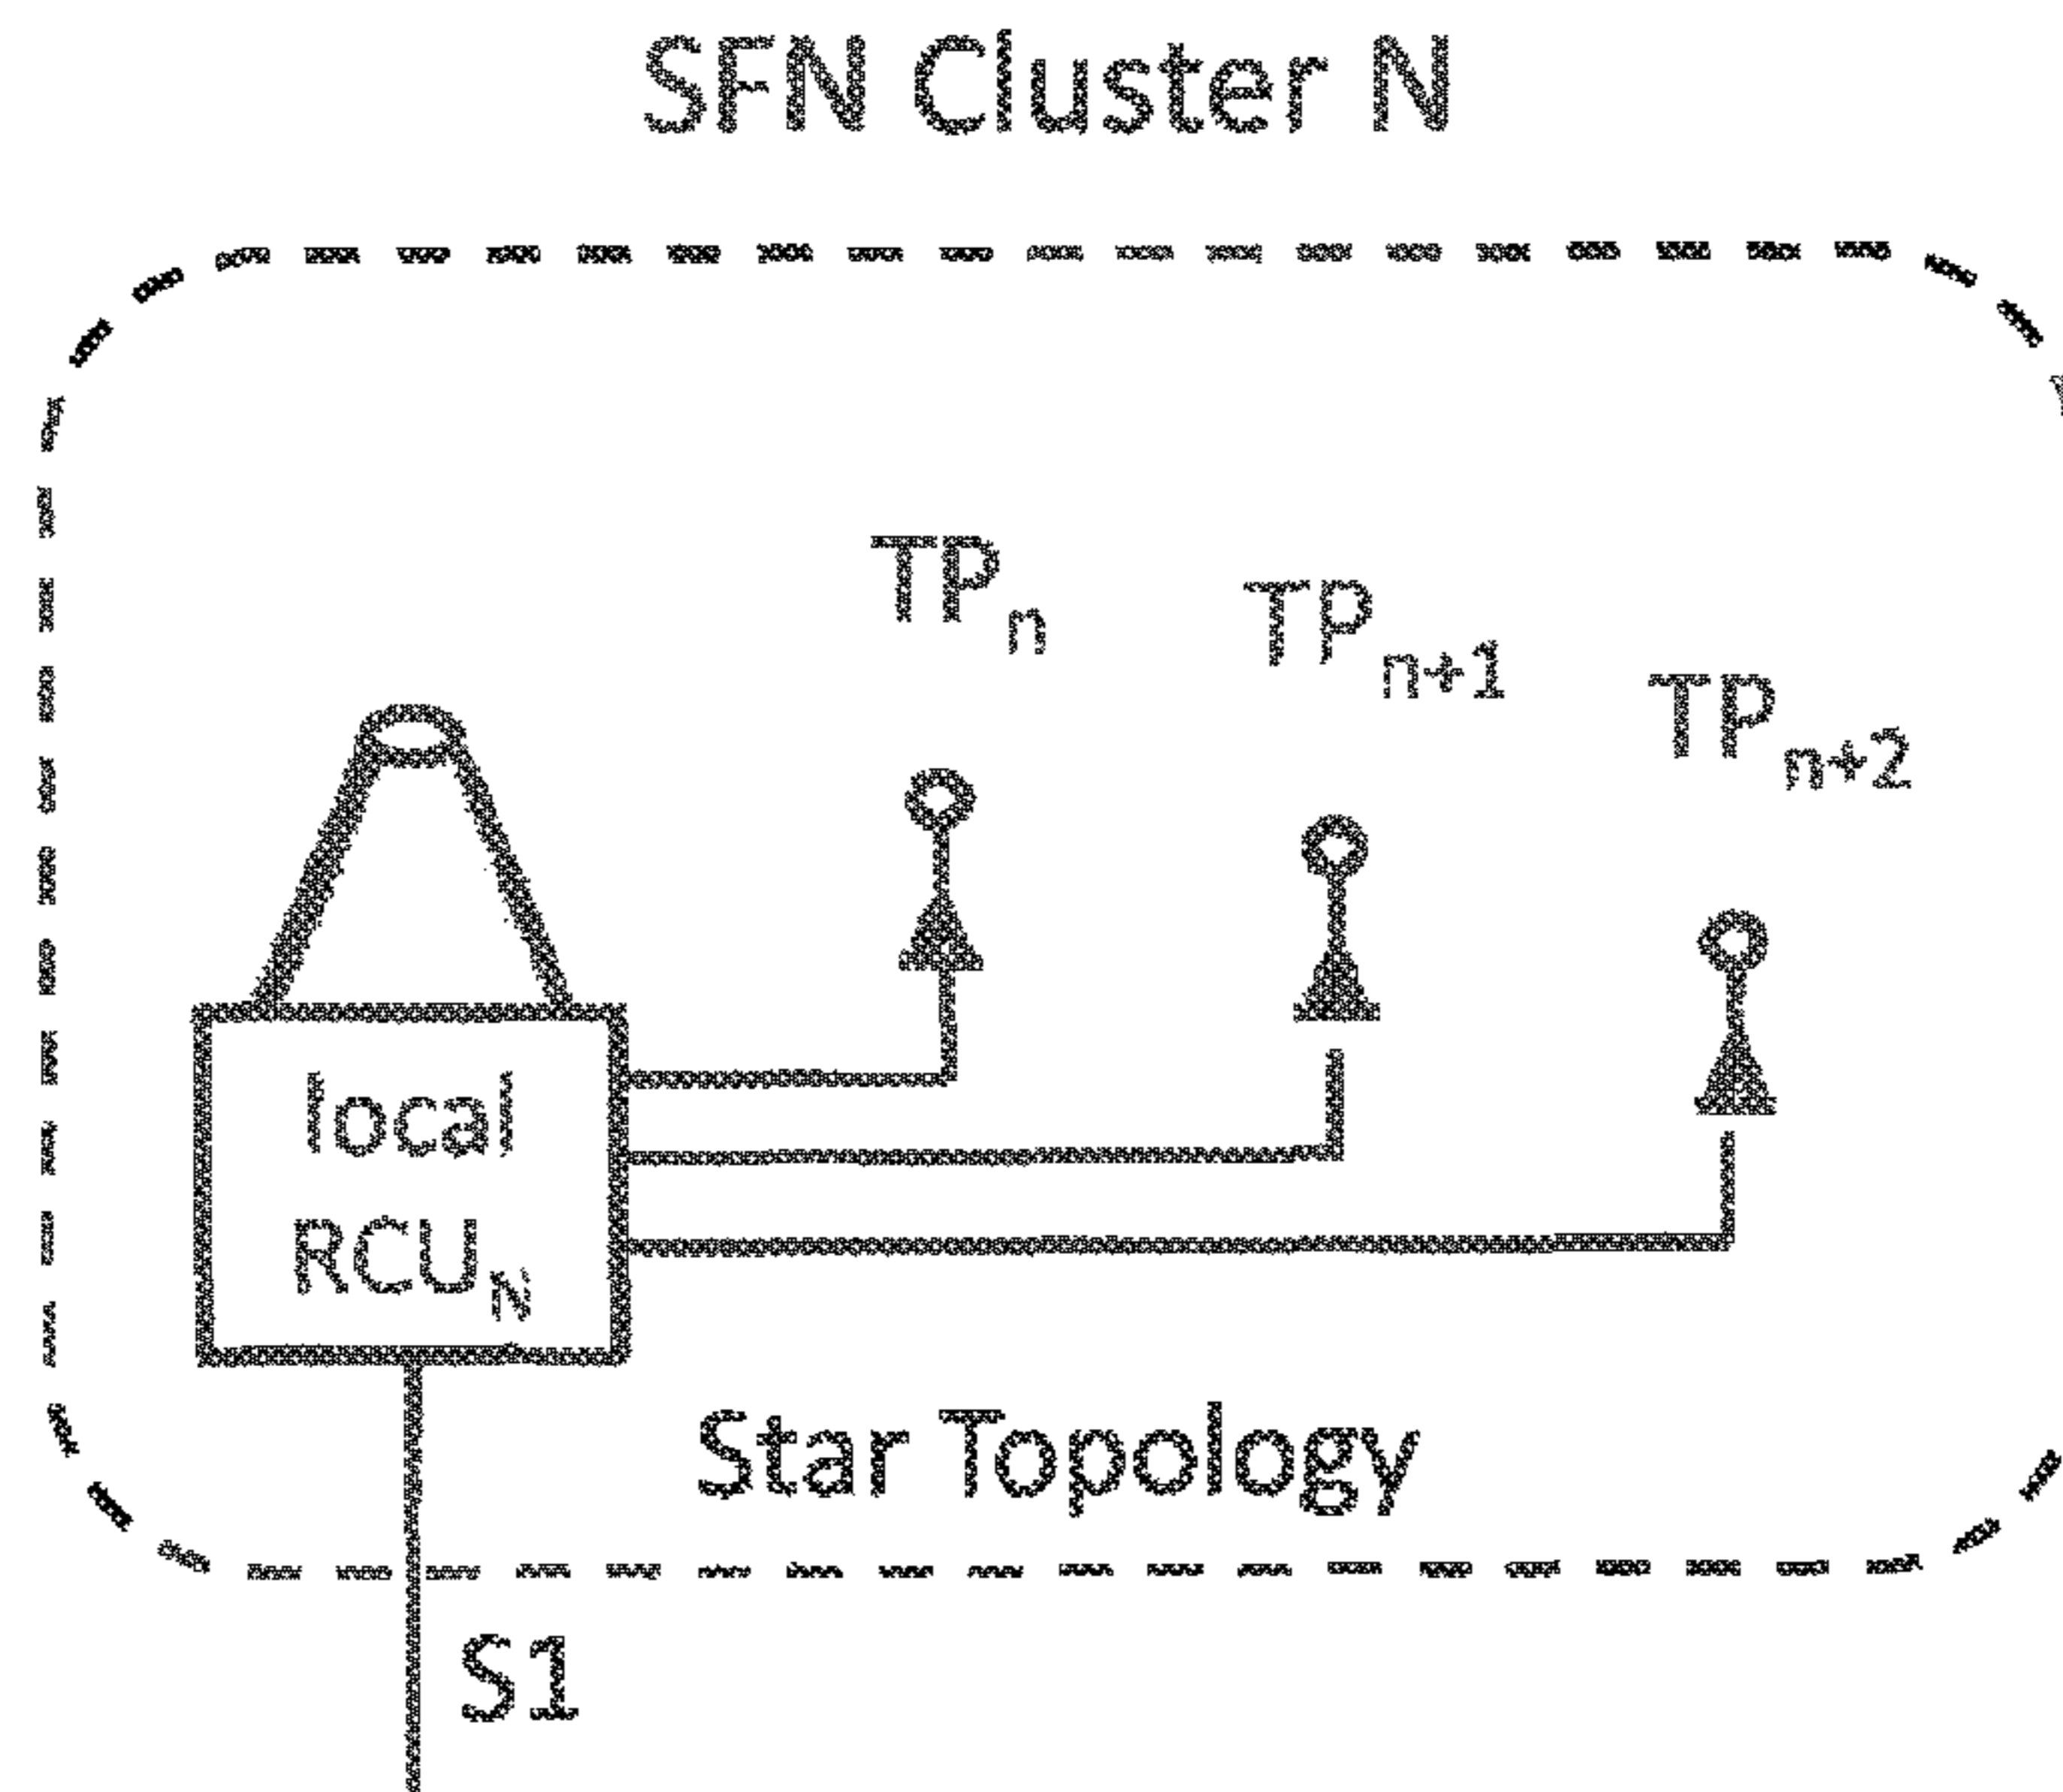 SFN Cluster N
TPn
TPn+1
TPn+2
local
RCUN
Star Topology
S1